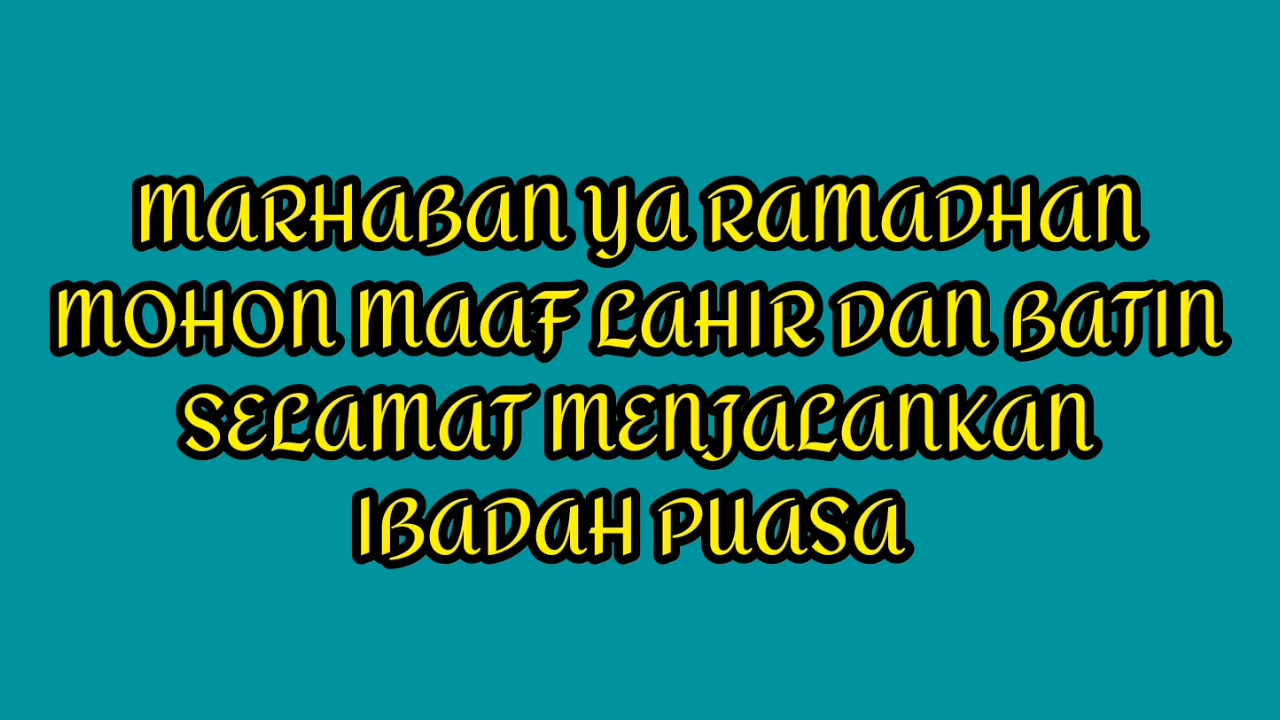 MARHABAN YA RAMADHAN
MOHON MAAF LAHIR DAN BATIN
SELAMAT MENJALANKAN
IBADAH PUASA